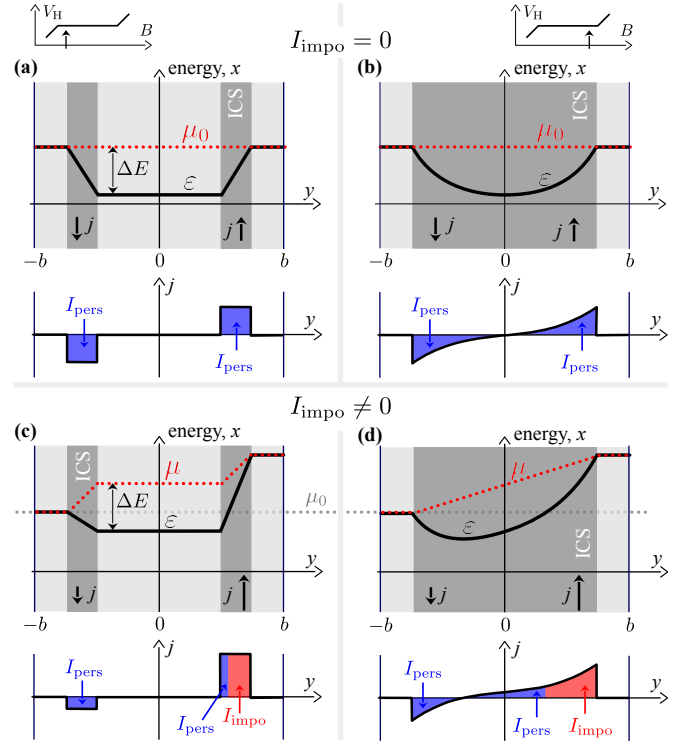 V_H
B
I_impo = 0
V_H
B
(a)
energy, x
ICS
μ_0
ΔE
ε
y
j
j
−b
0
b
j
I_pers
y
I_pers
(b)
energy, x
ICS
μ_0
ε
y
j
j
−b
0
b
j
I_pers
y
I_pers
I_impo ≠ 0
(c)
energy, x
ICS
μ
ΔE
ε
μ_0
y
j
j
−b
0
b
j
I_pers
y
I_pers
I_impo
(d)
energy, x
μ
ε
ICS
y
j
j
−b
0
b
j
I_pers
y
I_pers
I_impo